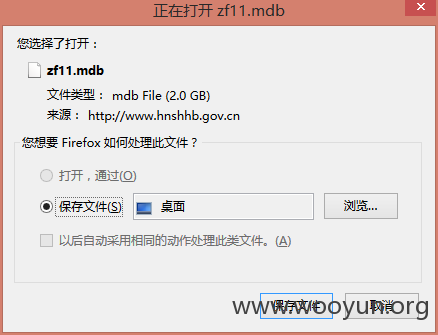 正在打开 zf11.mdb
您选择了打开：
zf11.mdb
文件类型： mdb File (2.0 GB)
来源： http://www.hnshhb.gov.cn
您想要 Firefox 如何处理此文件？
打开，通过(O)
保存文件(S) 桌面 浏览...
以后自动采用相同的动作处理此类文件。(A)
保存文件 取消
www.wooyun.org